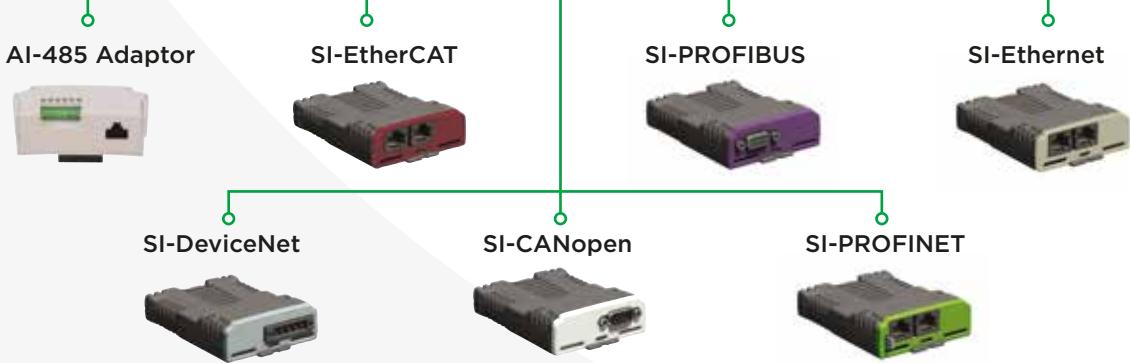 AI-485 Adaptor
SI-EtherCAT
SI-PROFIBUS
SI-Ethernet
SI-DeviceNet
SI-CANopen
SI-PROFINET